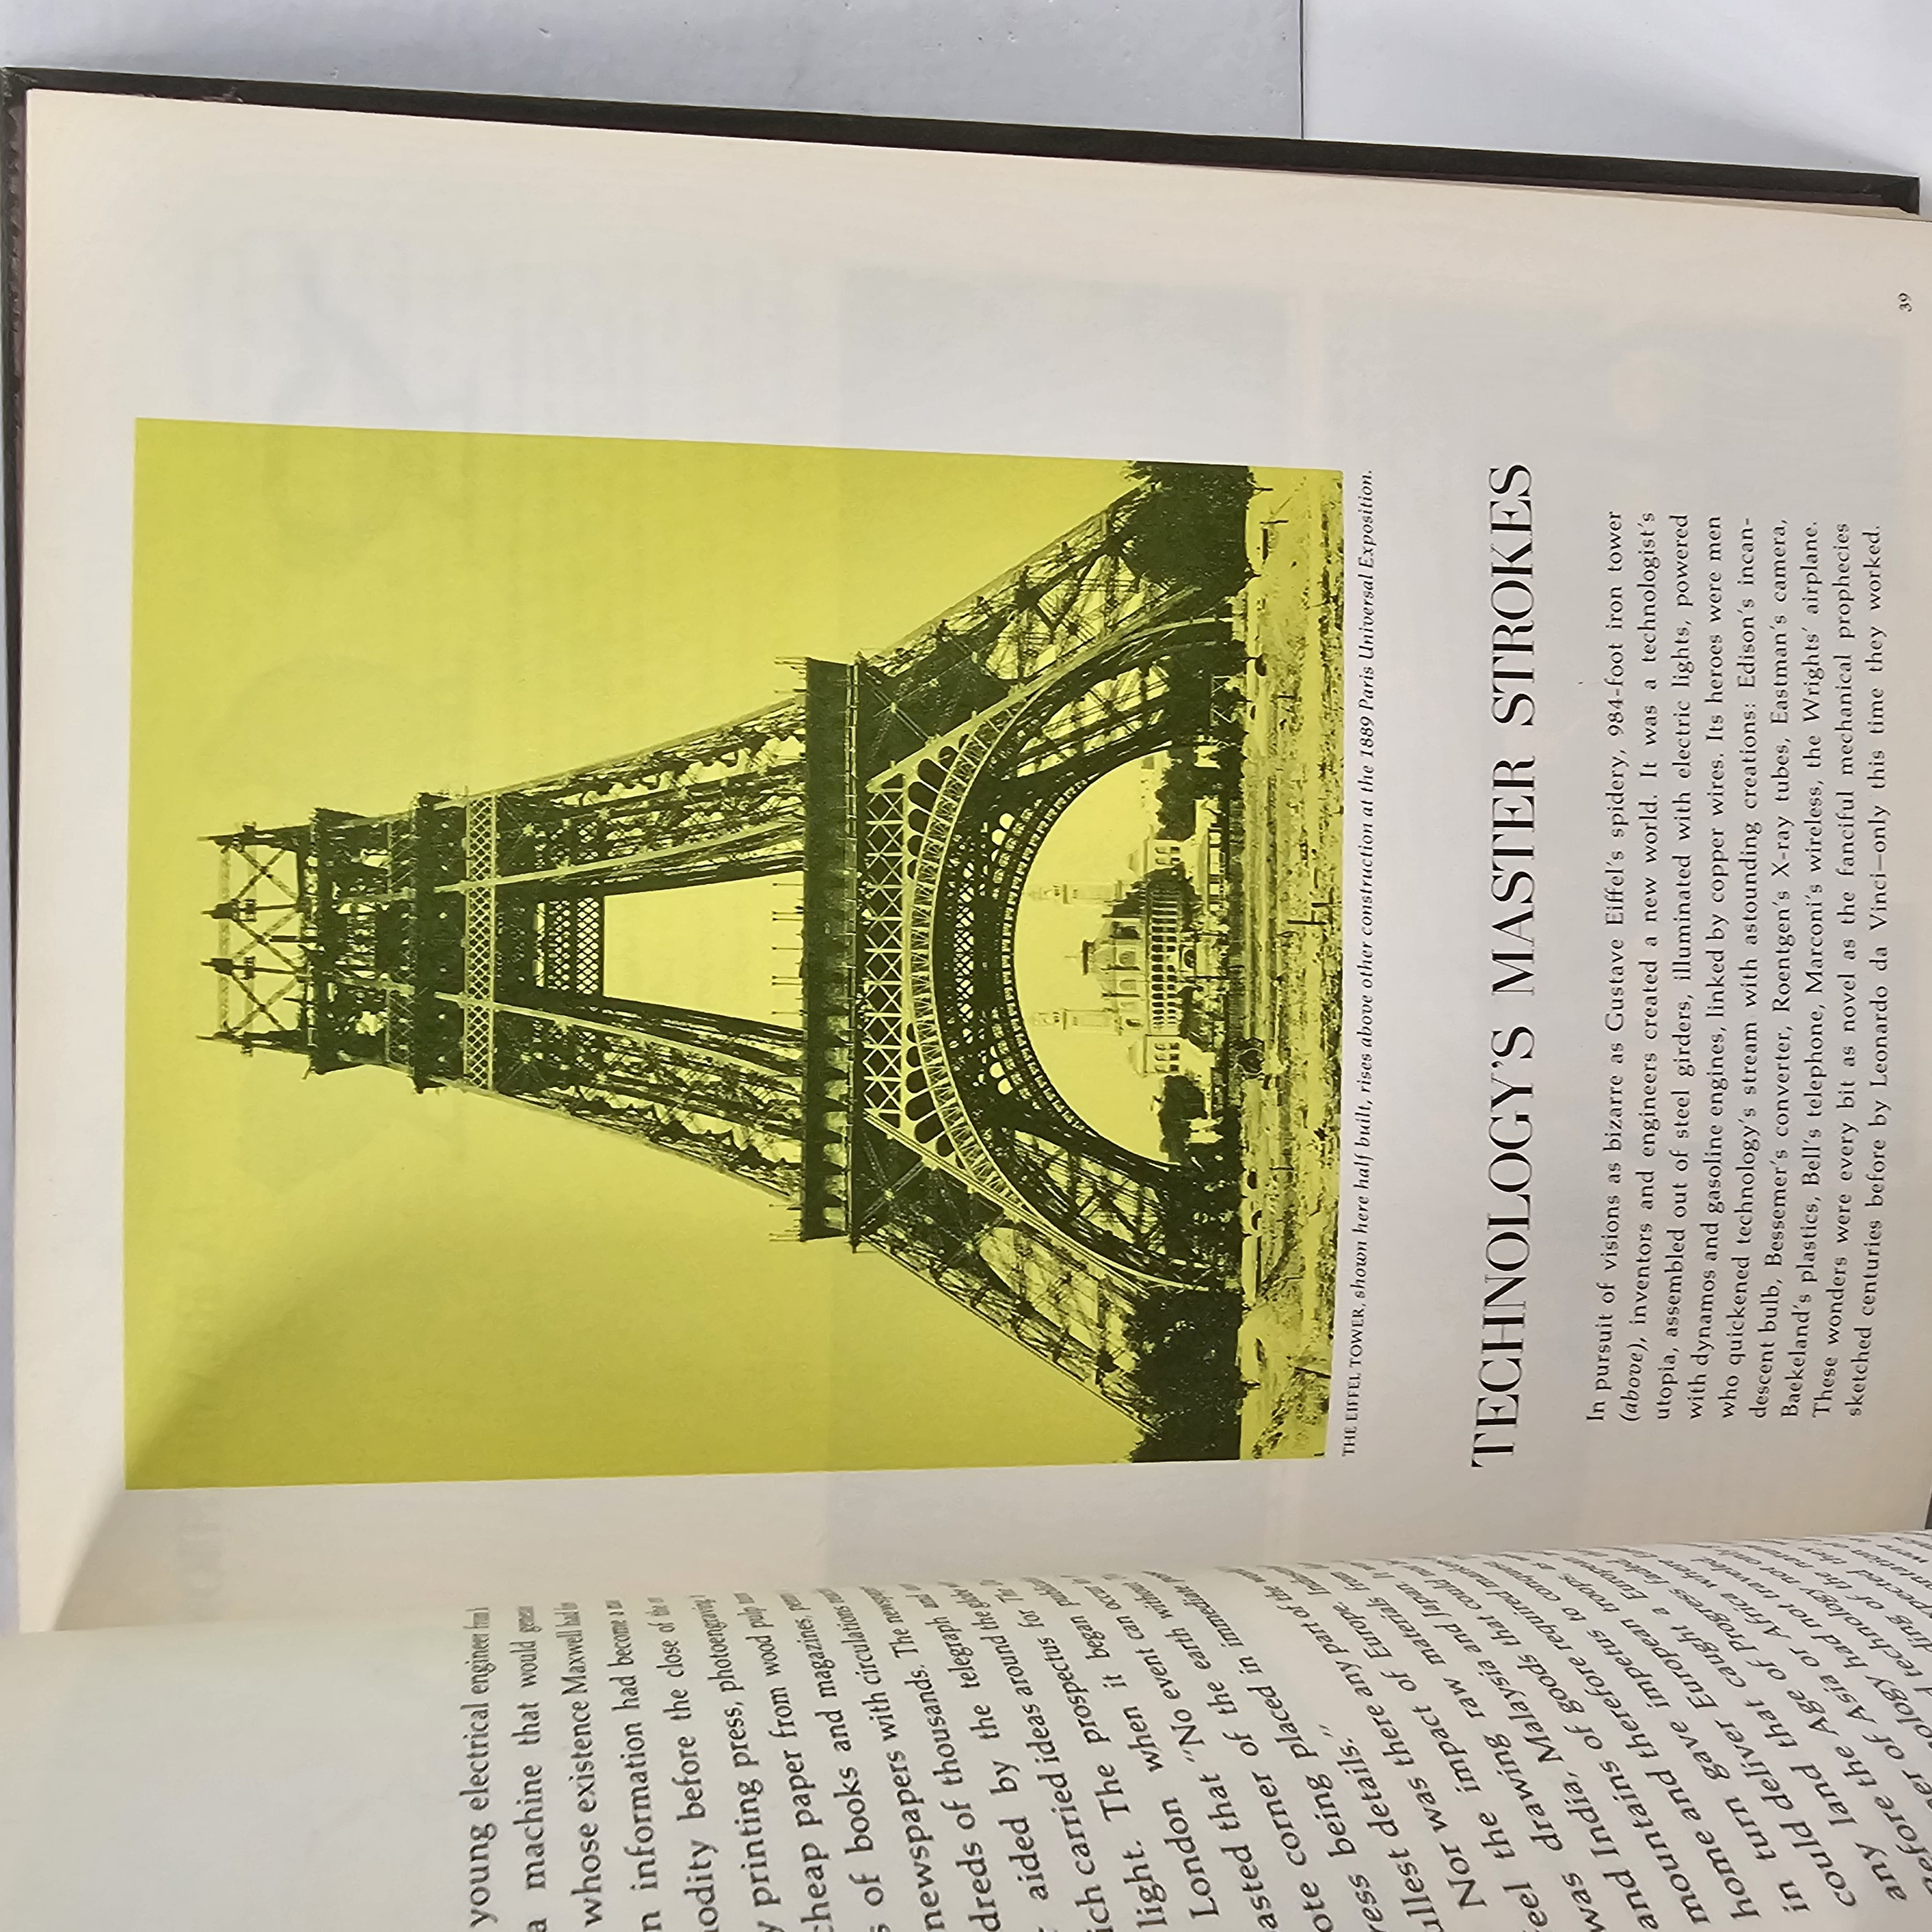 young electrical engineer
a machine that would
whose existence Maxwell had
information had become a
before the close of the
printing press, photoengraving
cheap paper from wood pulp
of books and magazines,
newspapers with circulations
of thousands. The
aided by the telegraph and
carried ideas around the globe
light. The prospectus for The
London when it began
that "No event can occur
corner of the earth without
being placed in immediate
details."
Nor was there any part of the
feel the impact of Europe.
was drawing raw materials from
and India, Malaysia and Japan. It
mountains of goods that could not
home and therefore required
in turn gave impetus to conquest.
could deliver European troops,
any land that caught a European
Before the Age of Progress faded,
of Asia or Africa where
had not traveled.
technology not only
of the
THE EIFFEL TOWER, shown here half built, rises above other construction at the 1889 Paris Universal Exposition.
TECHNOLOGY'S MASTER STROKES
In pursuit of visions as bizarre as Gustave Eiffel's spidery, 984-foot iron tower
(above), inventors and engineers created a new world. It was a technologist's
utopia, assembled out of steel girders, illuminated with electric lights, powered
with dynamos and gasoline engines, linked by copper wires. Its heroes were men
who quickened technology's stream with astounding creations: Edison's incan-
descent bulb, Bessemer's converter, Roentgen's X-ray tubes, Eastman's camera,
Baekeland's plastics, Bell's telephone, Marconi's wireless, the Wrights' airplane.
These wonders were every bit as novel as the fanciful mechanical prophecies
sketched centuries before by Leonardo da Vinci—only this time they worked.
39